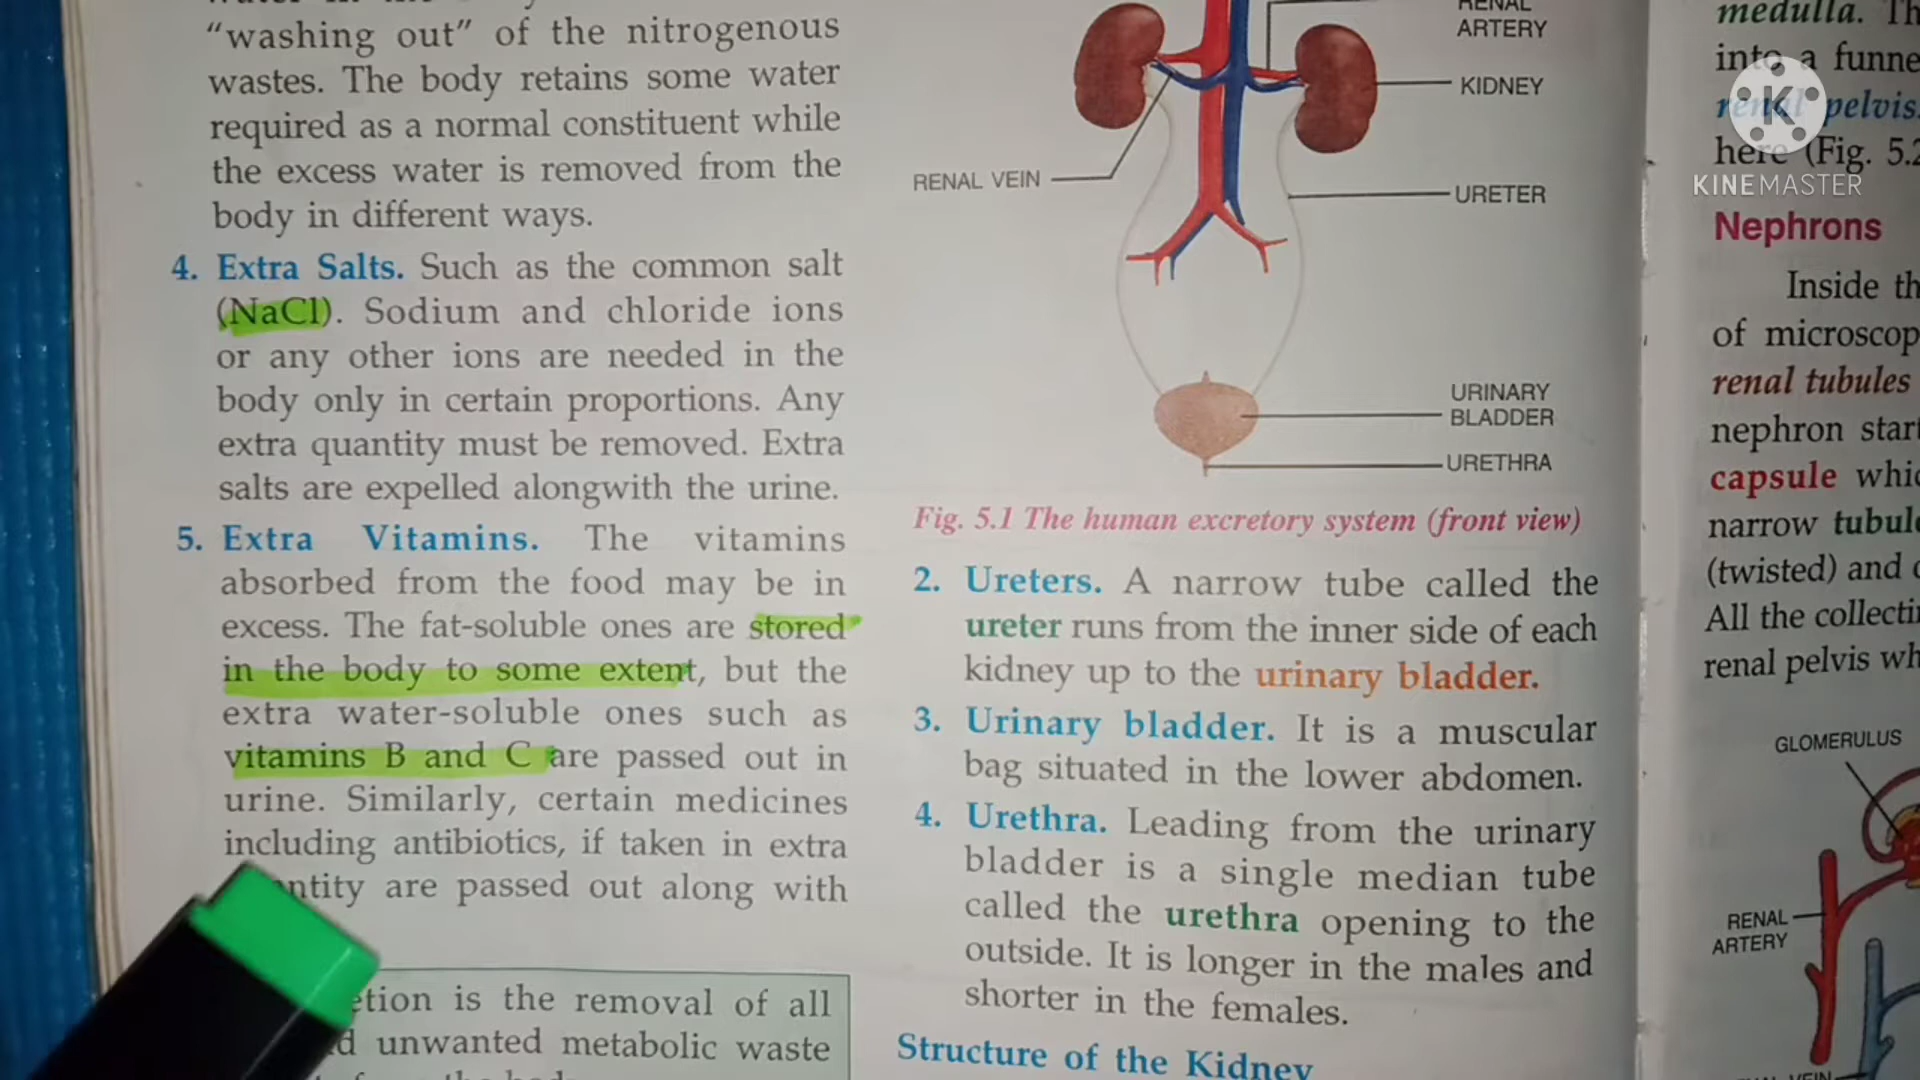 "washing out" of the nitrogenous
wastes. The body retains some water
required as a normal constituent while
the excess water is removed from the
body in different ways.
4. Extra Salts. Such as the common salt
(NaCl). Sodium and chloride ions
or any other ions are needed in the
body only in certain proportions. Any
extra quantity must be removed. Extra
salts are expelled alongwith the urine.
5. Extra Vitamins. The vitamins
absorbed from the food may be in
excess. The fat-soluble ones are stored
in the body to some extent, but the
extra water-soluble ones such as
vitamins B and C are passed out in
urine. Similarly, certain medicines
including antibiotics, if taken in extra
are passed out along with
is the removal of all
unwanted metabolic waste
RENAL
ARTERY
KIDNEY
RENAL VEIN
URETER
URINARY
BLADDER
URETHRA
Fig. 5.1 The human excretory system (front view)
2. Ureters. A narrow tube called the
ureter runs from the inner side of each
kidney up to the urinary bladder.
3. Urinary bladder. It is a muscular
bag situated in the lower abdomen.
4. Urethra. Leading from the urinary
bladder is a single median tube
called the urethra opening to the
outside. It is longer in the males and
shorter in the females.
Structure of the Kidney
medulla.
into a funne
renal pelvis.
here (Fig. 5.2
K
KINEMASTER
Nephrons
Inside th
of microscop
renal tubules
nephron start
capsule whic
narrow tubule
(twisted) and c
All the collecti
renal pelvis wh
GLOMERULUS
RENAL
ARTERY